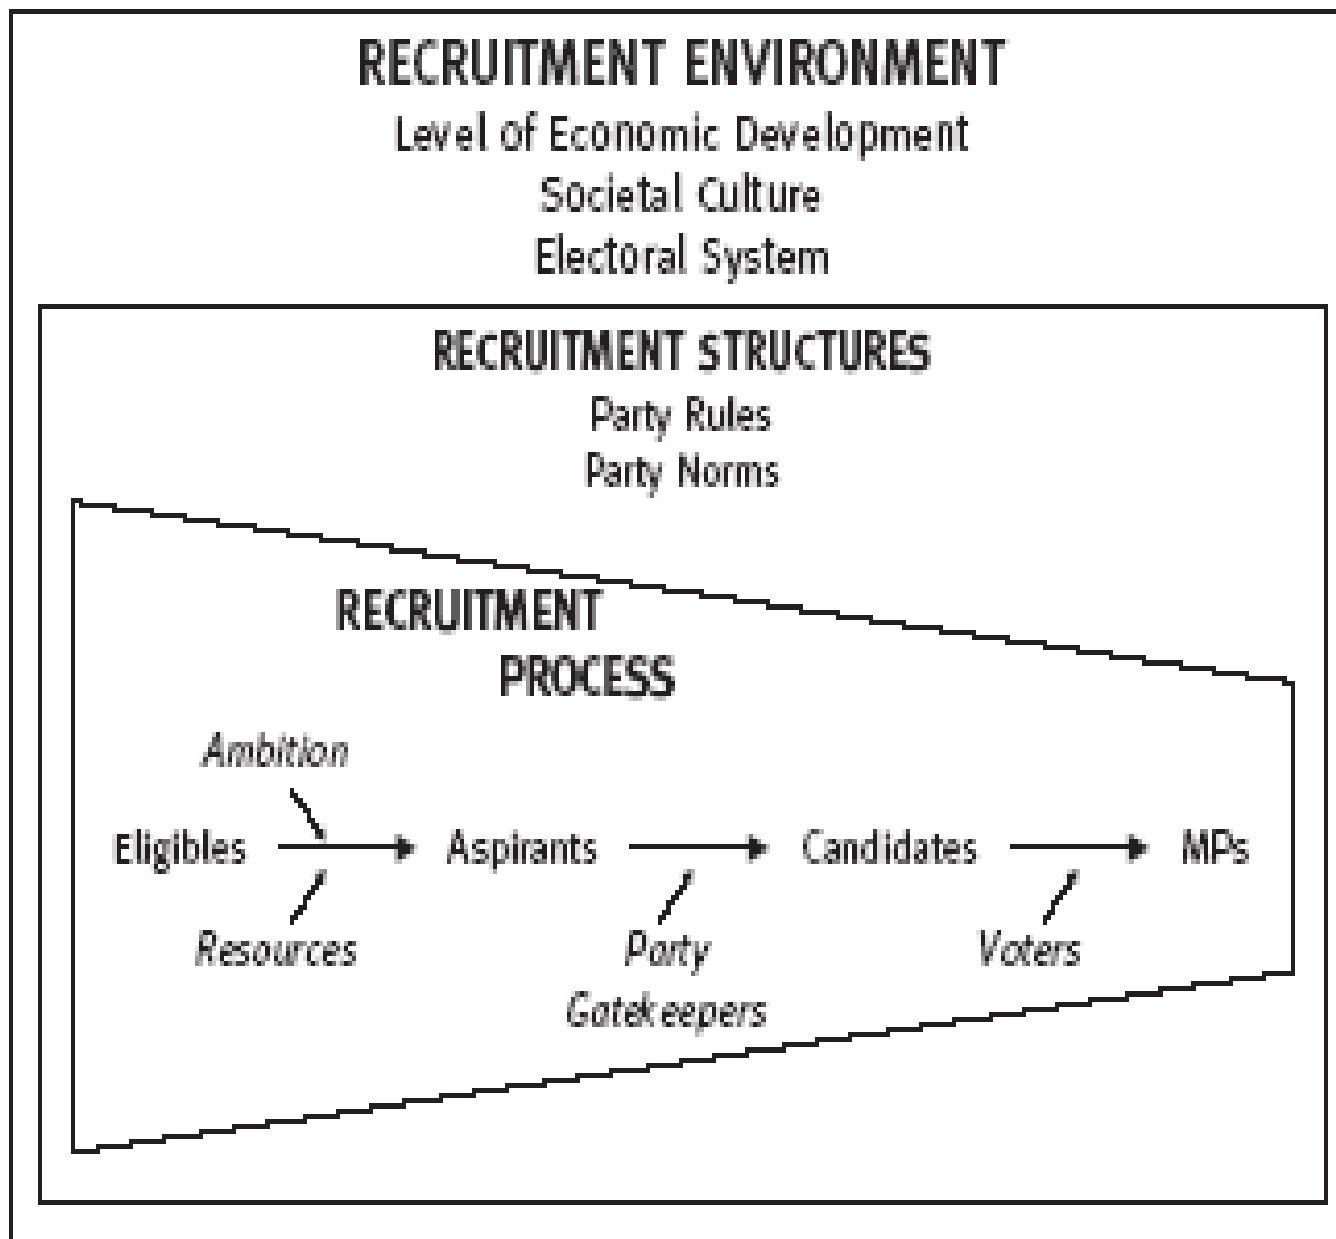 RECRUITMENT ENVIRONMENT
Level of Economic Development
Societal Culture
Electoral System
RECRUITMENT STRUCTURES
Party Rules
Party Norms
RECRUITMENT
PROCESS
Ambition
Eligibles Aspirants Candidates MPs
Resources Party Voters
Gatekeepers